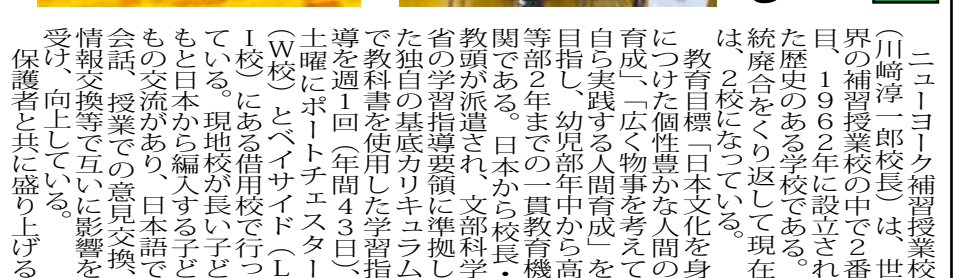 ニューヨーク補習授業校
(川﨑淳一郎校長)は、世
界の補習授業校の中で2番
目、1962年に設立され
た歴史のある学校である。
統廃合をくり返して現在
は、2校になっている。
教育目標「日本文化を身
につけた個性豊かな人間の
育成」、「広く物事を考えて
自ら実践する人間育成」を
目指し、幼児部年中から高
等部2年までの一貫教育機
関である。日本から校長・
教頭が派遣され、文部科学
省の学習指導要領に準拠し
た独自の基底カリキュラム
で教科書を使用した学習指
導を週1回(年間43日)、
土曜にポートチェスター
(W校)とベイサイド(L
I校)にある借用校で行っ
ている。現地校が長い子ど
もと日本から編入する子ど
もの交流があり、日本語で
会話、授業での意見交換、
情報交換等で互いに影響を
受け、向上している。
保護者と共に盛り上げる